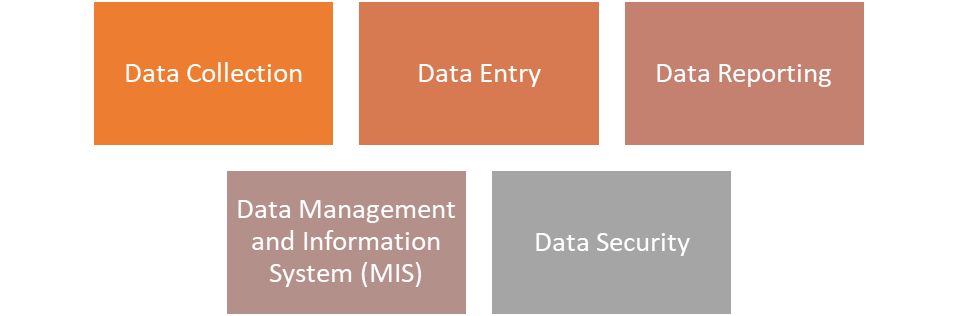 Data Collection
Data Entry
Data Reporting
Data Management
and Information
System (MIS)
Data Security